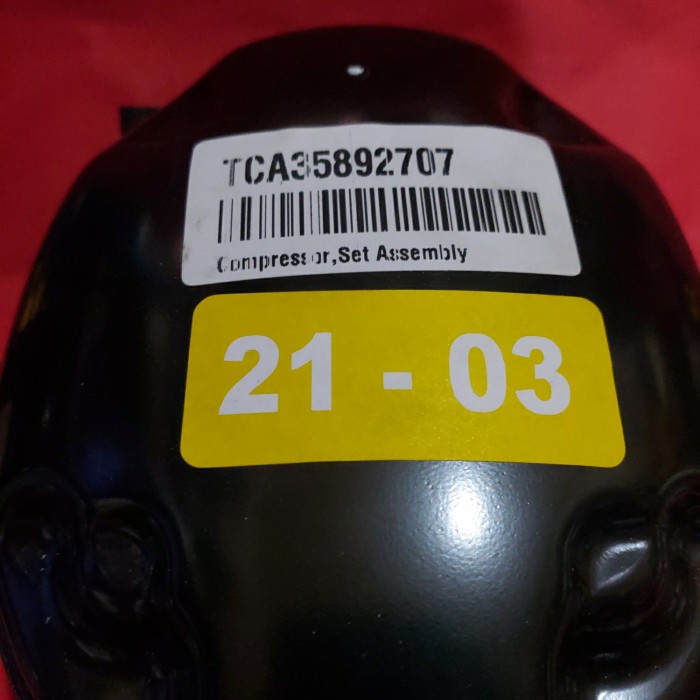 TCA35892707
Compressor,Set Assembly
21 - 03